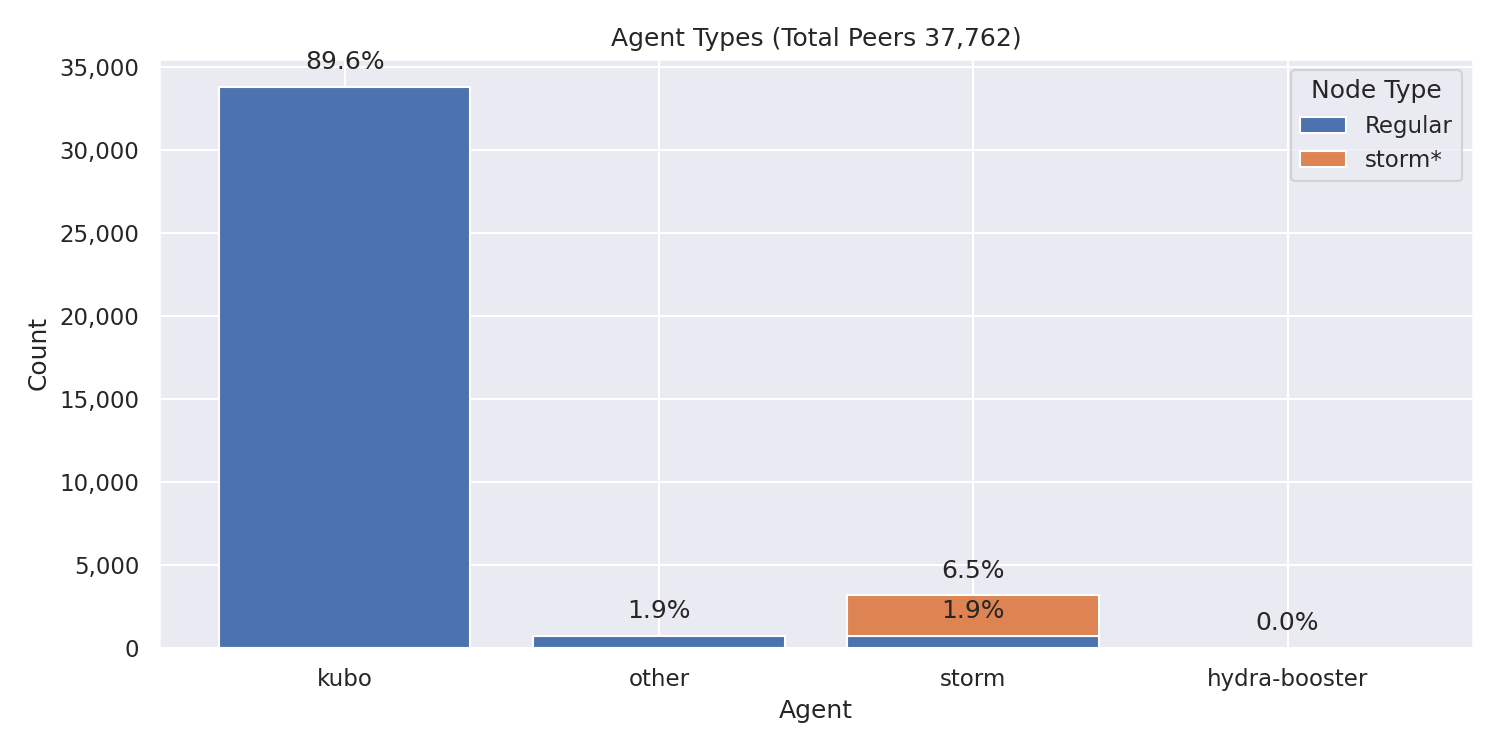 Agent Types (Total Peers 37,762)
Count
35,000
30,000
25,000
20,000
15,000
10,000
5,000
0
89.6%
1.9%
6.5%
1.9%
0.0%
Node Type
Regular
storm*
kubo
other
storm
hydra-booster
Agent